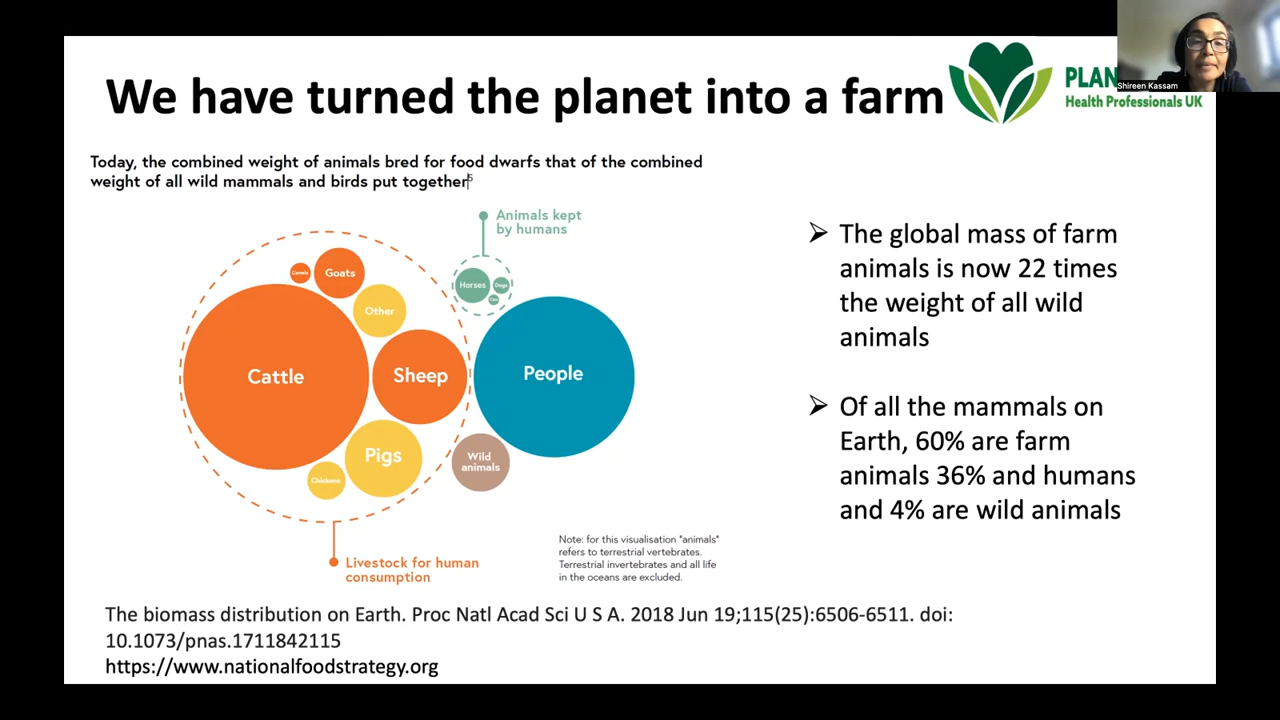 We have turned the planet into a farm
PLAN
Health Professionals UK
Shireen Kassam
Today, the combined weight of animals bred for food dwarfs that of the combined
weight of all wild mammals and birds put together5
Animals kept
by humans
Camels
Goats
Horses
Dogs
Cats
Other
Cattle
Sheep
People
Pigs
Wild
animals
Chickens
Livestock for human
consumption
Note: for this visualisation "animals"
refers to terrestrial vertebrates.
Terrestrial invertebrates and all life
in the oceans are excluded.
The global mass of farm
animals is now 22 times
the weight of all wild
animals
Of all the mammals on
Earth, 60% are farm
animals 36% and humans
and 4% are wild animals
The biomass distribution on Earth. Proc Natl Acad Sci U S A. 2018 Jun 19;115(25):6506-6511. doi:
10.1073/pnas.1711842115
https://www.nationalfoodstrategy.org